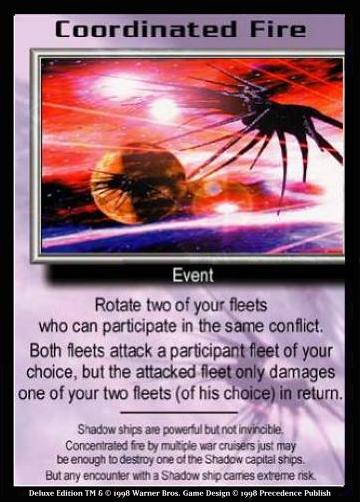 Coordinated Fire
Event
Rotate two of your fleets
who can participate in the same conflict.
Both fleets attack a participant fleet of your
choice, but the attacked fleet only damages
one of your two fleets (of his choice) in return.
Shadow ships are powerful but not invincible.
Concentrated fire by multiple war cruisers just may
be enough to destroy one of the Shadow capital ships.
But any encounter with a Shadow ship carries extreme risk.
Deluxe Edition TM & © 1998 Warner Bros. Game Design © 1998 Precedence Publish